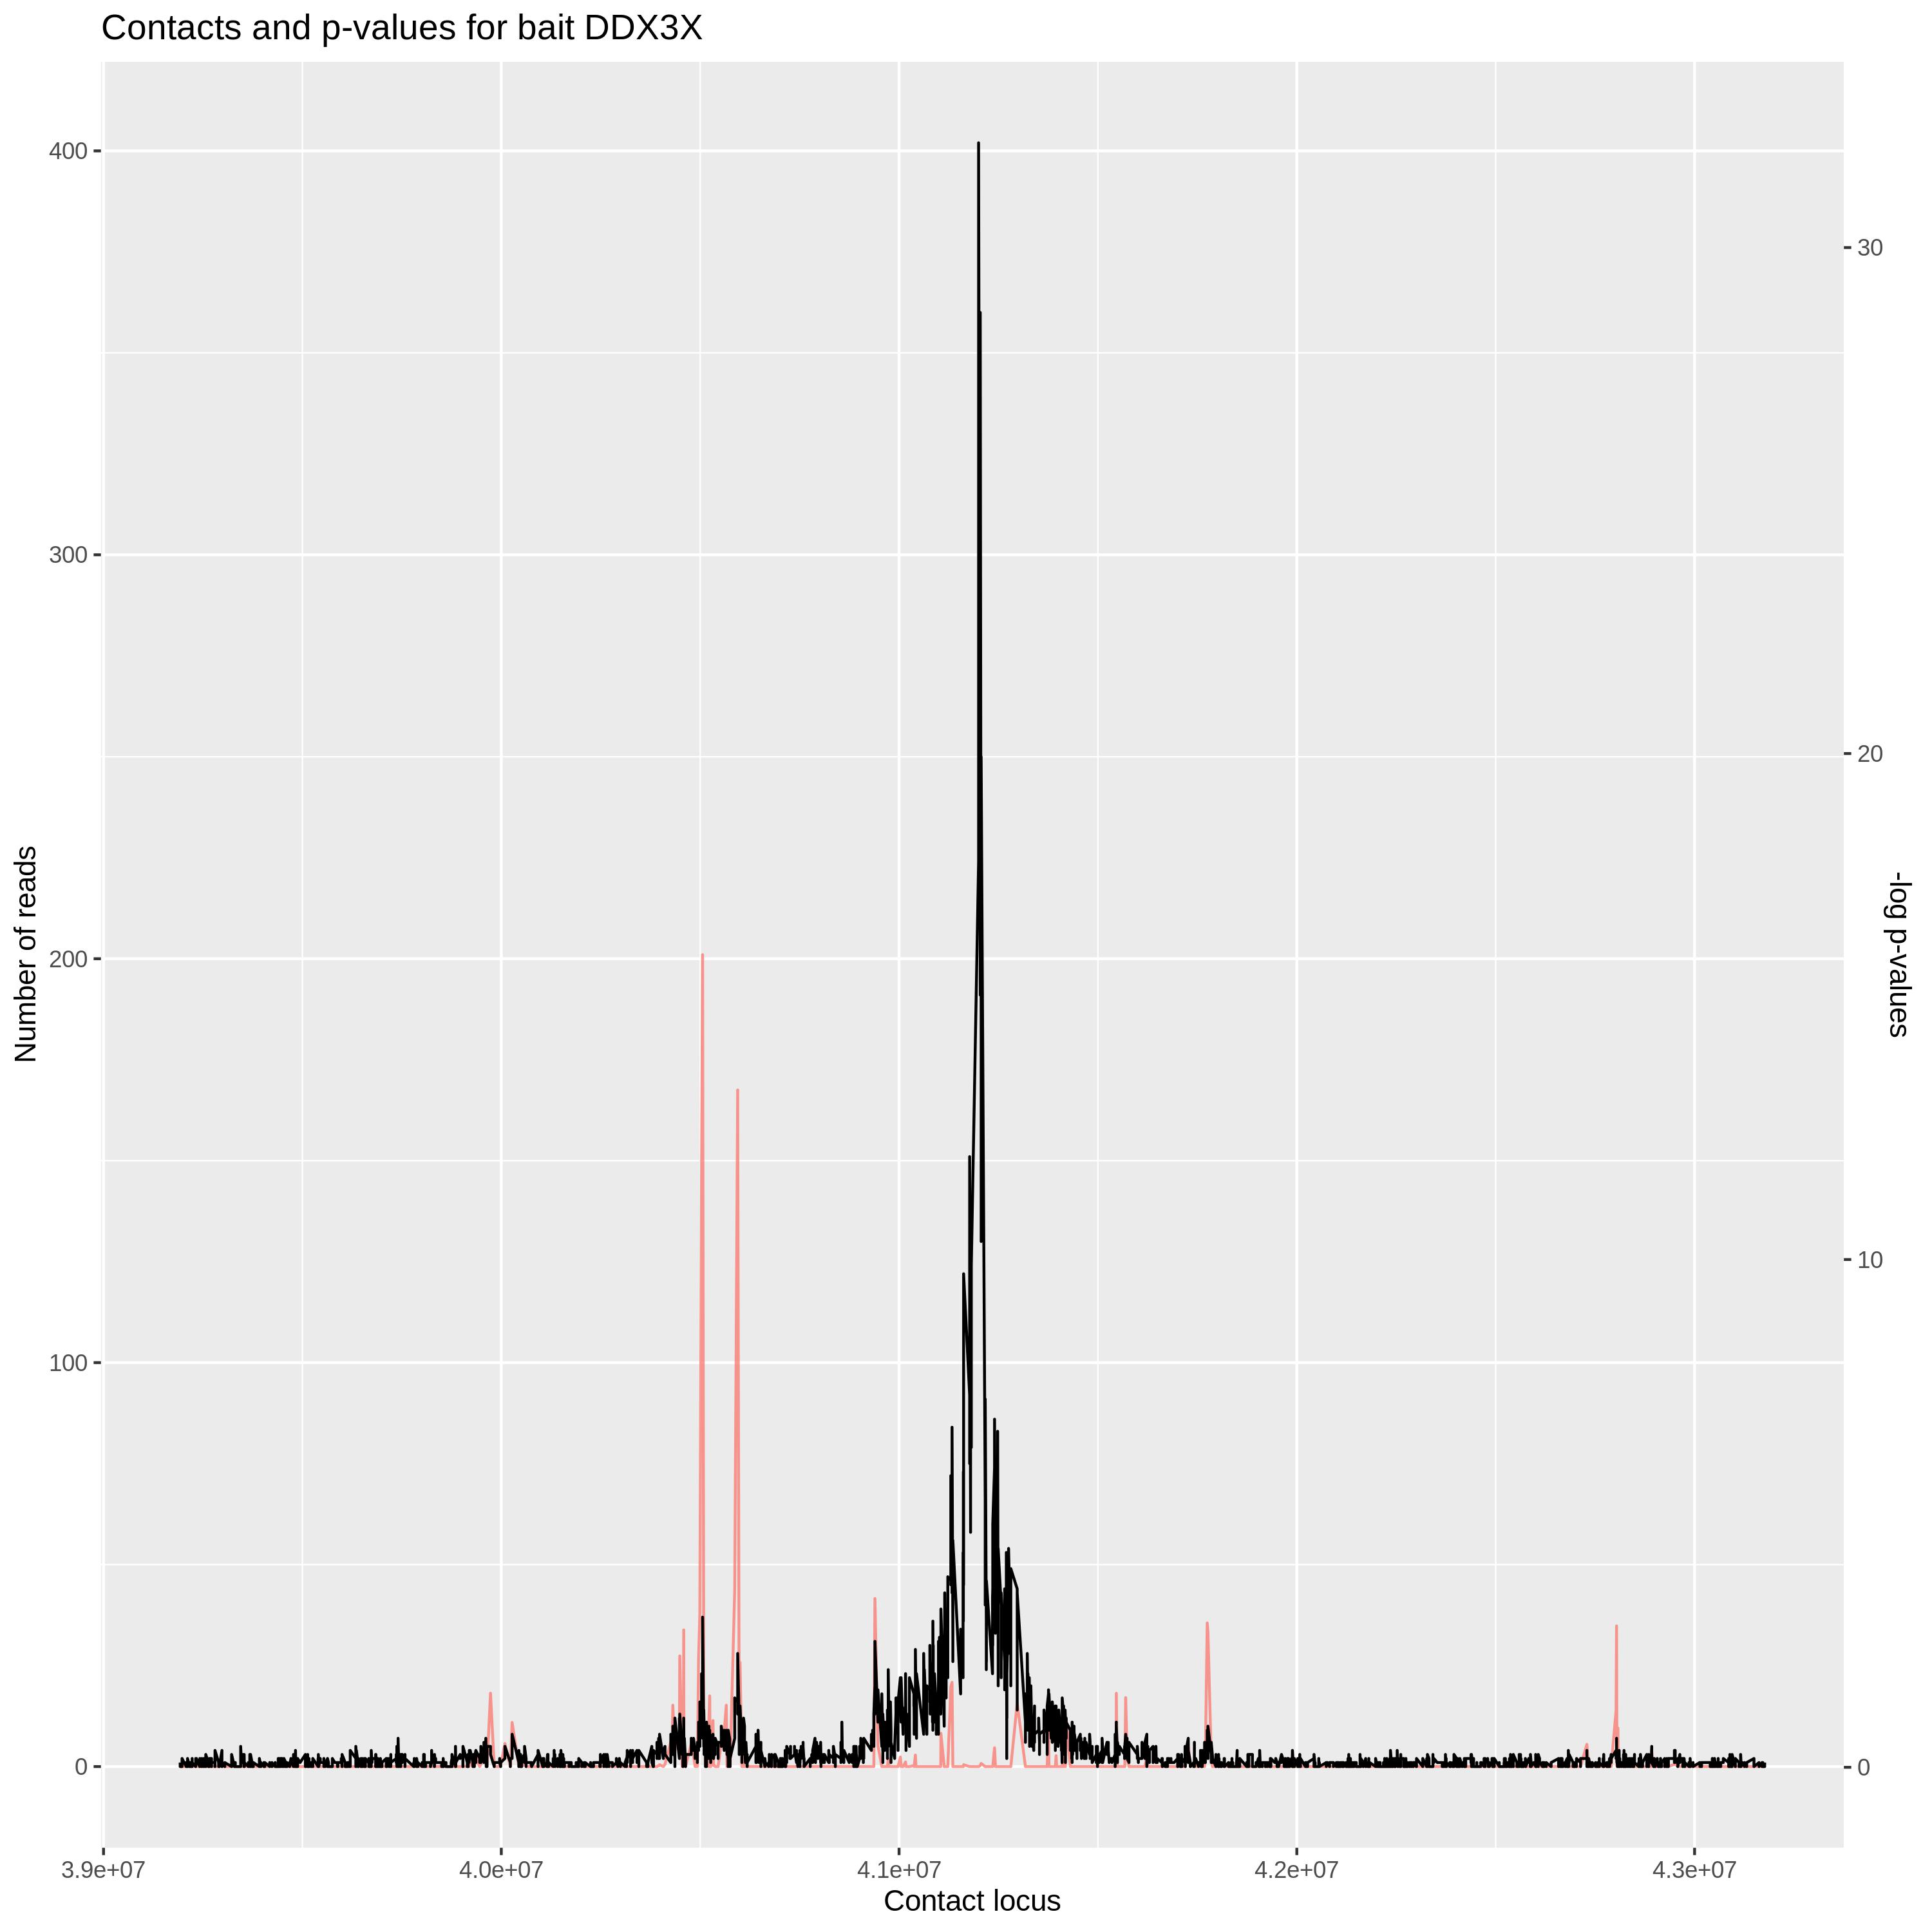 Contacts and p-values for bait DDX3X
400
300
200
100
0
Number of reads
30
20
10
0
-log p-values
3.9e+07
4.0e+07
4.1e+07
4.2e+07
4.3e+07
Contact locus